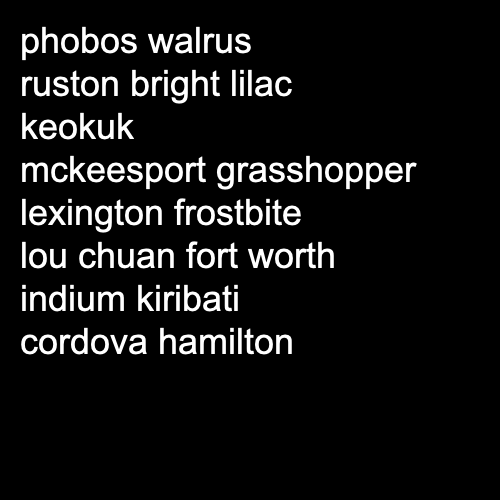 phobos walrus
ruston bright lilac
keokuk
mckeesport grasshopper
lexington frostbite
lou chuan fort worth
indium kiribati
cordova hamilton